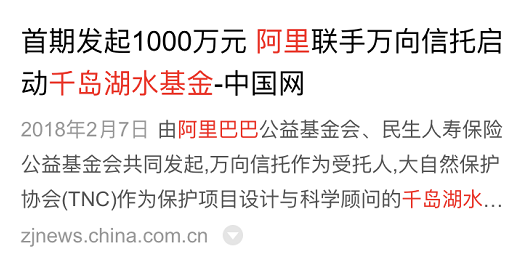 首期发起1000万元 阿里联手万向信托启
动千岛湖水基金-中国网
2018年2月7日 由阿里巴巴公益基金会、民生人寿保险
公益基金会共同发起,万向信托作为受托人,大自然保护
协会(TNC)作为保护项目设计与科学顾问的千岛湖水...
zjnews.china.com.cn